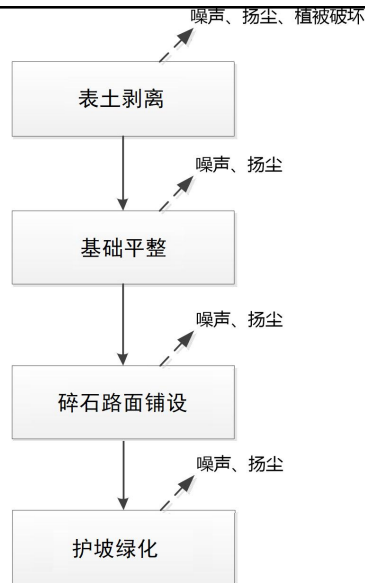 噪声、扬尘、植被破坏
表土剥离
噪声、扬尘
基础平整
噪声、扬尘
碎石路面铺设
噪声、扬尘
护坡绿化